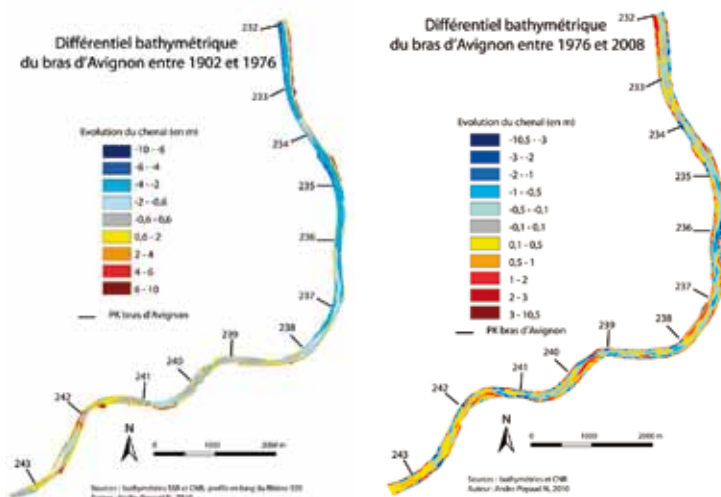 Différentiel bathymétrique
du bras d'Avignon entre 1902 et 1976
Evolution du chenal (en m)
-10 - -6
-6 - -4
-4 - -2
-2 - -0,6
-0,6 - 0,6
0,6 - 2
2 - 4
4 - 6
6 - 10
PK bras d'Avignon
232
233
234
235
236
237
238
239
240
241
242
243
N
0 1000 2000 m
Différentiel bathymétrique
du bras d'Avignon entre 1976 et 2008
Evolution du chenal (en m)
-10,5 - -3
-3 - -2
-2 - -1
-1 - -0,5
-0,5 - -0,1
-0,1 - 0,1
0,1 - 0,5
0,5 - 1
1 - 2
2 - 3
3 - 10,5
PK bras d'Avignon
232
233
234
235
236
237
238
239
240
241
242
243
N
0 1000 2000 m
Sources : bathymétries et CNR
Auteur : André Poyaud N, 2010